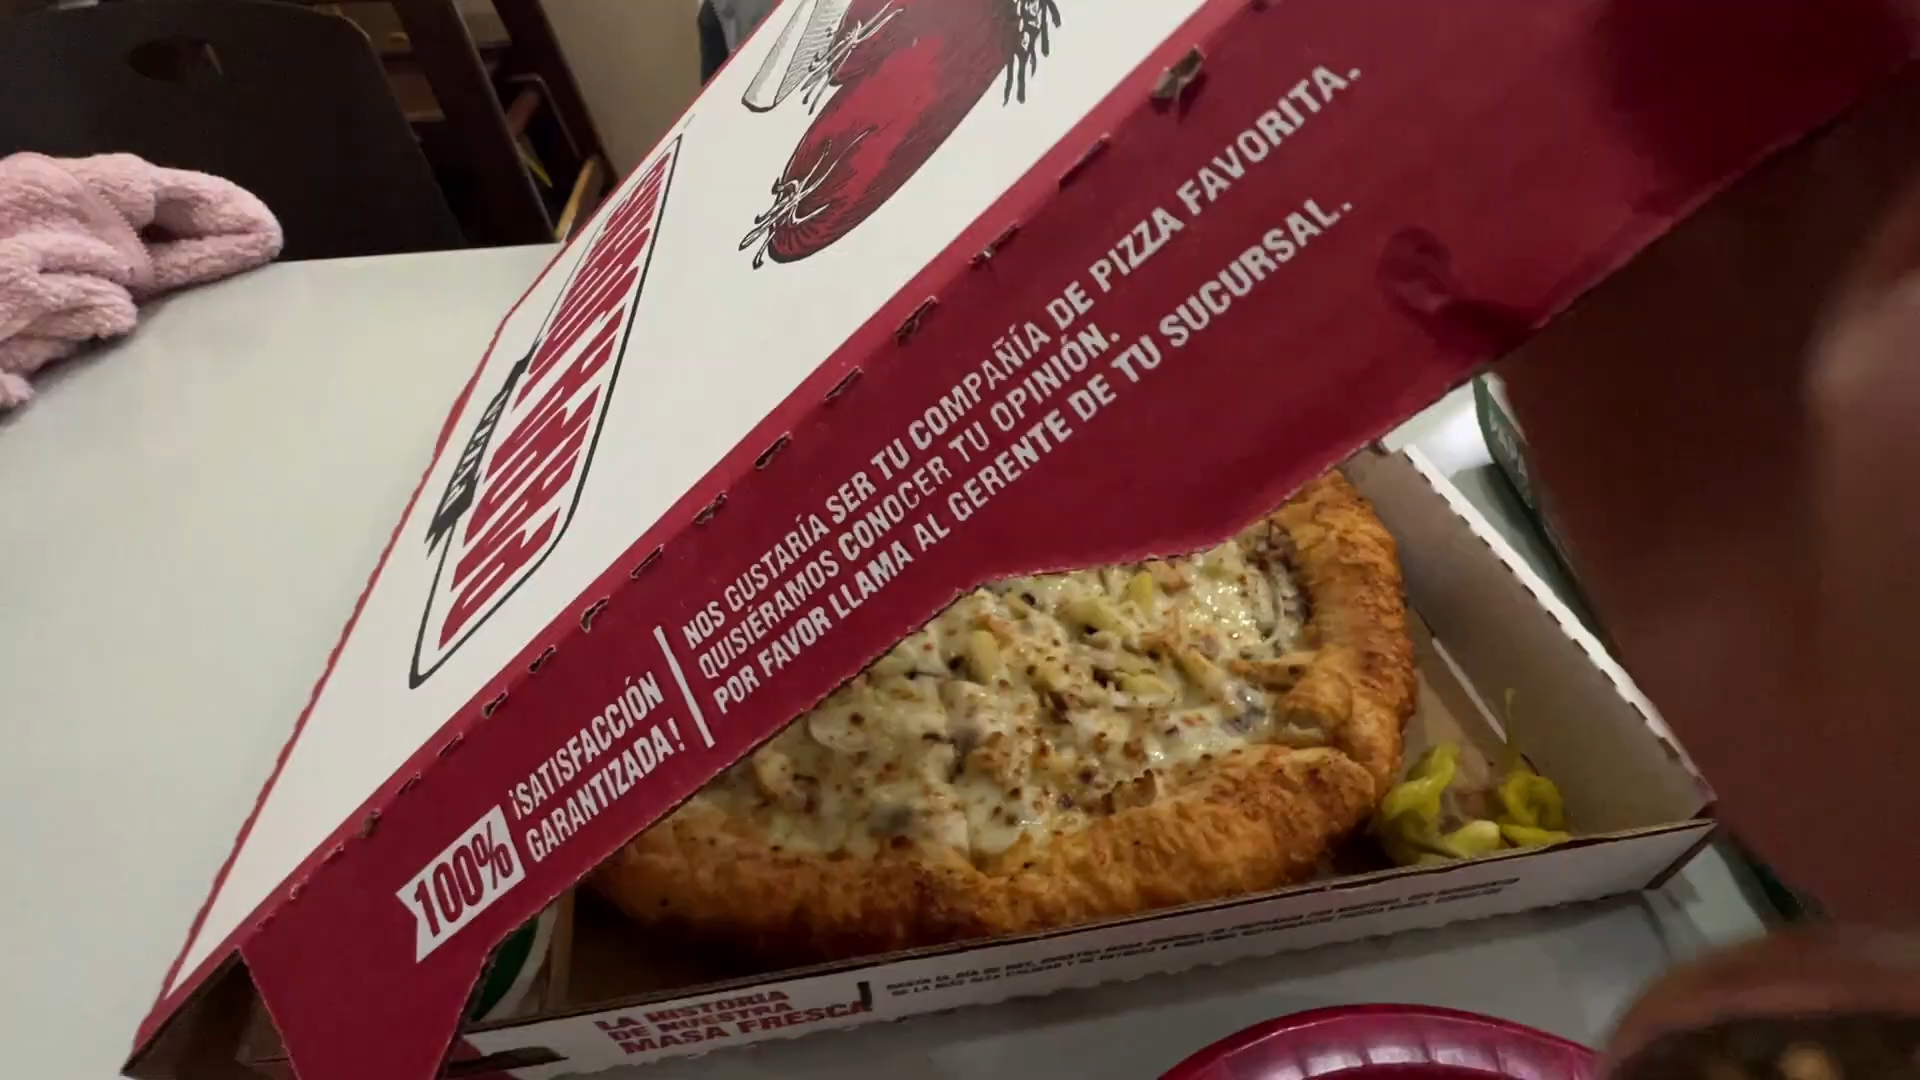 NOS GUSTARÍA SER TU COMPAÑÍA DE PIZZA FAVORITA.
QUISIÉRAMOS CONOCER TU OPINIÓN.
POR FAVOR LLAMA AL GERENTE DE TU SUCURSAL.
100%
¡SATISFACCIÓN
GARANTIZADA!
LA HISTORIA
DE NUESTRA
MASA FRESCA